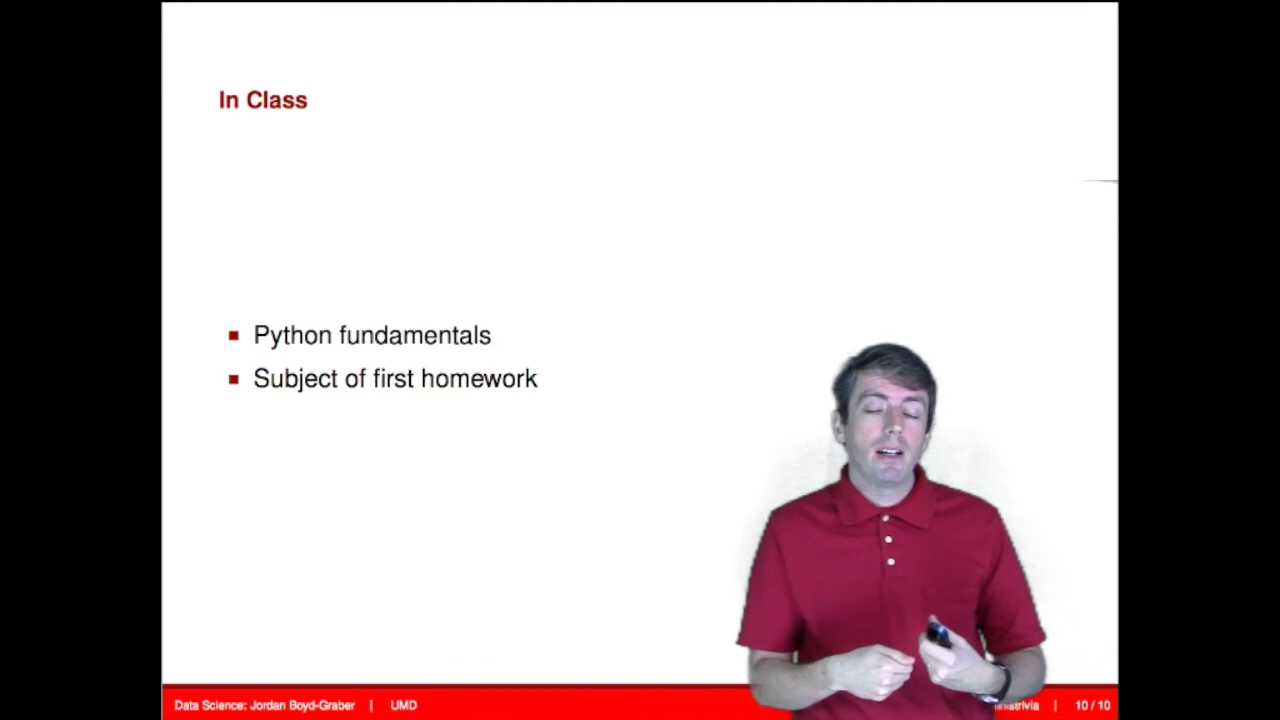 In Class
Python fundamentals
Subject of first homework
Data Science: Jordan Boyd-Graber | UMD | 10 / 10